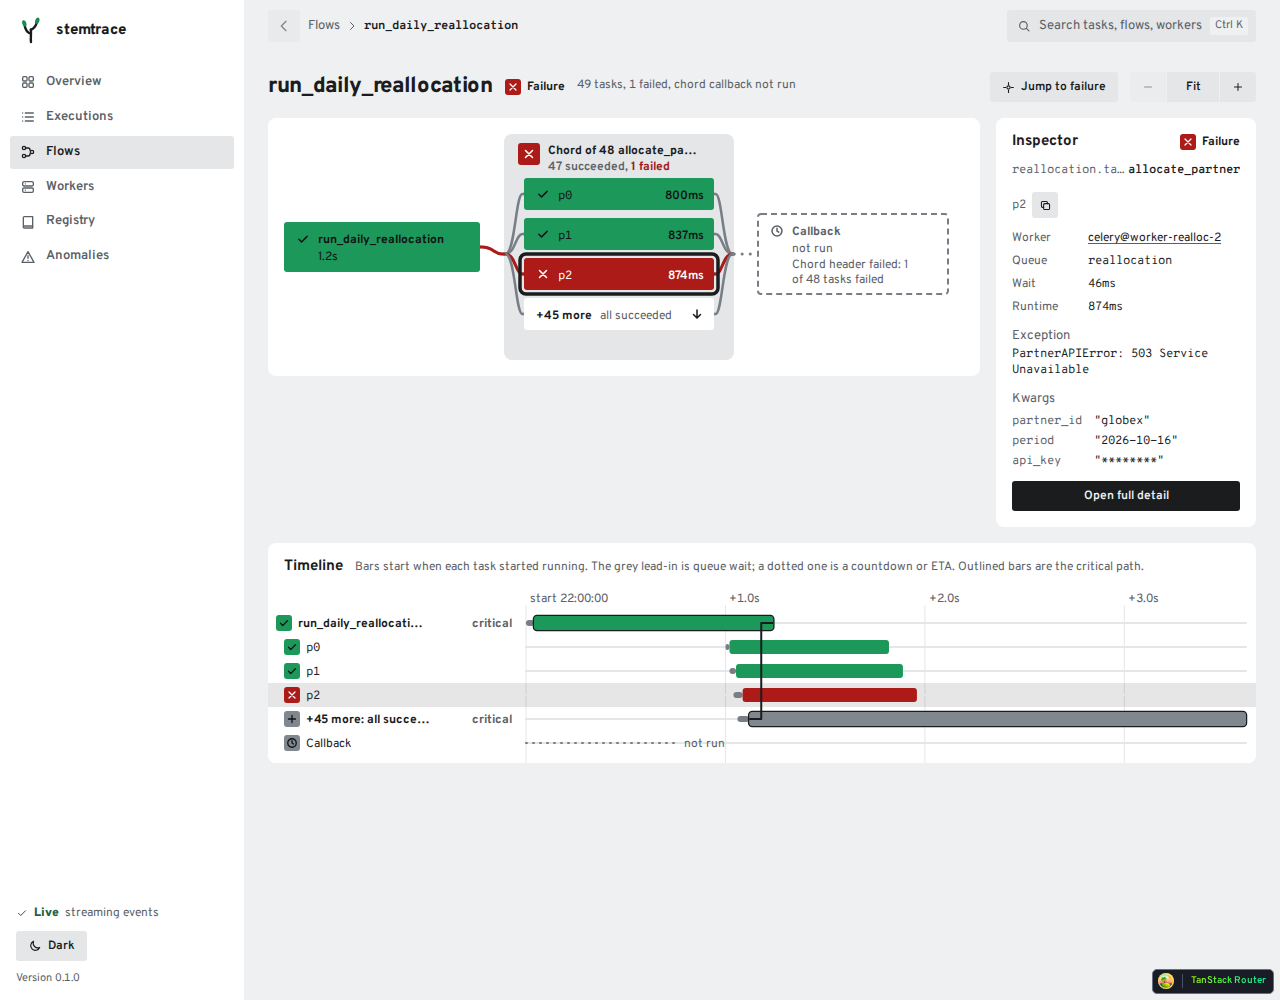 stemtrace
Overview
Executions
Flows
Workers
Registry
Anomalies
Live streaming events
Dark
Version 0.1.0
Flows > run_daily_reallocation
Search tasks, flows, workers Ctrl K
run_daily_reallocation Failure 49 tasks, 1 failed, chord callback not run
Jump to failure − Fit +
run_daily_reallocation
1.2s
Chord of 48 allocate_pa…
47 succeeded, 1 failed
p0 800ms
p1 837ms
p2 874ms
+45 more all succeeded
Callback
not run
Chord header failed: 1
of 48 tasks failed
Inspector Failure
reallocation.ta… allocate_partner
p2
Worker celery@worker-realloc-2
Queue reallocation
Wait 46ms
Runtime 874ms
Exception
PartnerAPIError: 503 Service
Unavailable
Kwargs
partner_id "globex"
period "2026-10-16"
api_key "********"
Open full detail
Timeline Bars start when each task started running. The grey lead-in is queue wait; a dotted one is a countdown or ETA. Outlined bars are the critical path.
start 22:00:00 +1.0s +2.0s +3.0s
run_daily_reallocati… critical
p0
p1
p2
+45 more: all succe… critical
Callback not run
TanStack Router